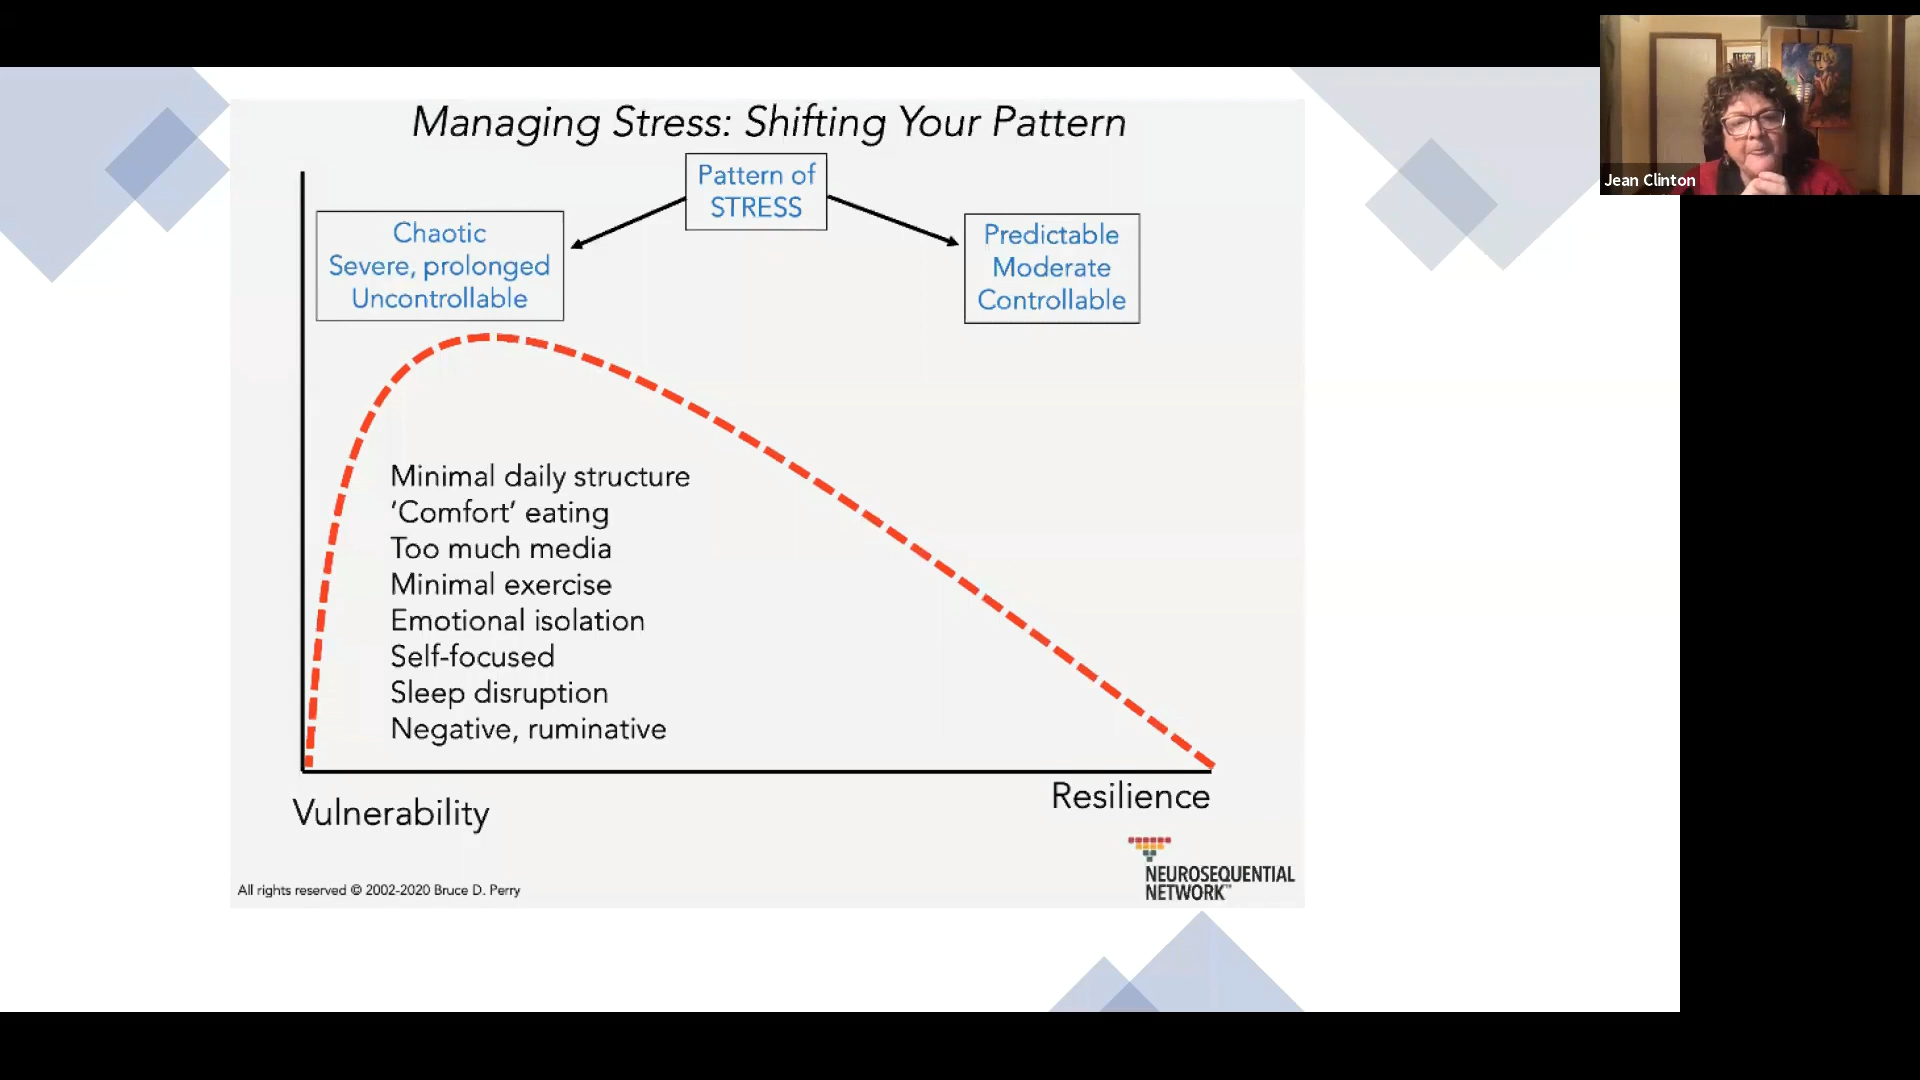 Managing Stress: Shifting Your Pattern
Pattern of
STRESS
Chaotic
Severe, prolonged
Uncontrollable
Predictable
Moderate
Controllable
Minimal daily structure
‘Comfort’ eating
Too much media
Minimal exercise
Emotional isolation
Self-focused
Sleep disruption
Negative, ruminative
Vulnerability
Resilience
NEUROSEQUENTIAL
NETWORK™
All rights reserved © 2002-2020 Bruce D. Perry
Jean Clinton